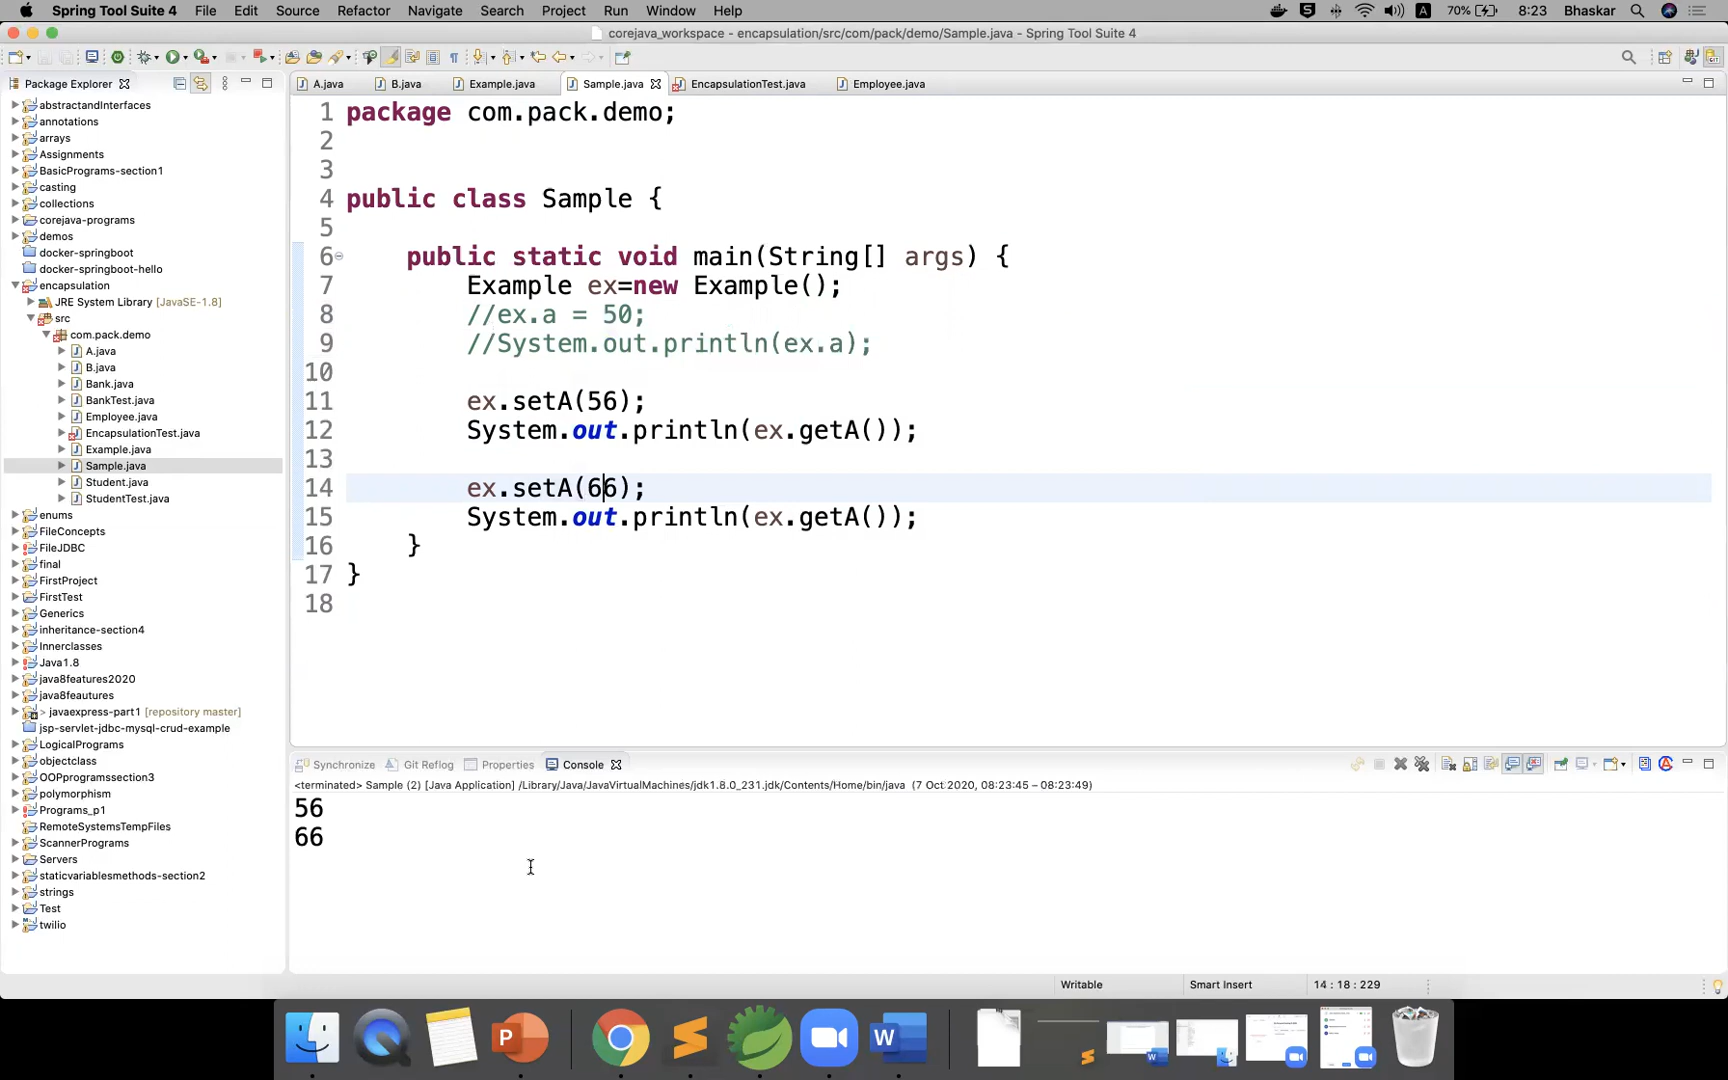 Spring Tool Suite 4 File Edit Source Refactor Navigate Search Project Run Window Help 70% 8:23 Bhaskar
corejava_workspace - encapsulation/src/com/pack/demo/Sample.java - Spring Tool Suite 4
Package Explorer
abstractandInterfaces
annotations
arrays
Assignments
BasicPrograms-section1
casting
collections
corejava-programs
demos
docker-springboot
docker-springboot-hello
encapsulation
JRE System Library [JavaSE-1.8]
src
com.pack.demo
A.java
B.java
Bank.java
BankTest.java
Employee.java
EncapsulationTest.java
Example.java
Sample.java
Student.java
StudentTest.java
enums
FileConcepts
FileJDBC
final
FirstProject
FirstTest
Generics
inheritance-section4
Innerclasses
Java1.8
java8features2020
java8feautures
> javaexpress-part1 [repository master]
jsp-servlet-jdbc-mysql-crud-example
LogicalPrograms
objectclass
OOPprogramssection3
polymorphism
Programs_p1
RemoteSystemsTempFiles
ScannerPrograms
Servers
staticvariablesmethods-section2
strings
Test
twilio
A.java B.java Example.java Sample.java EncapsulationTest.java Employee.java
1 package com.pack.demo;
2
3
4 public class Sample {
5
6 public static void main(String[] args) {
7 Example ex=new Example();
8 //ex.a = 50;
9 //System.out.println(ex.a);
10
11 ex.setA(56);
12 System.out.println(ex.getA());
13
14 ex.setA(66);
15 System.out.println(ex.getA());
16 }
17 }
18
Synchronize Git Reflog Properties Console
<terminated> Sample (2) [Java Application] /Library/Java/JavaVirtualMachines/jdk1.8.0_231.jdk/Contents/Home/bin/java (7 Oct 2020, 08:23:45 – 08:23:49)
56
66
Writable Smart Insert 14 : 18 : 229